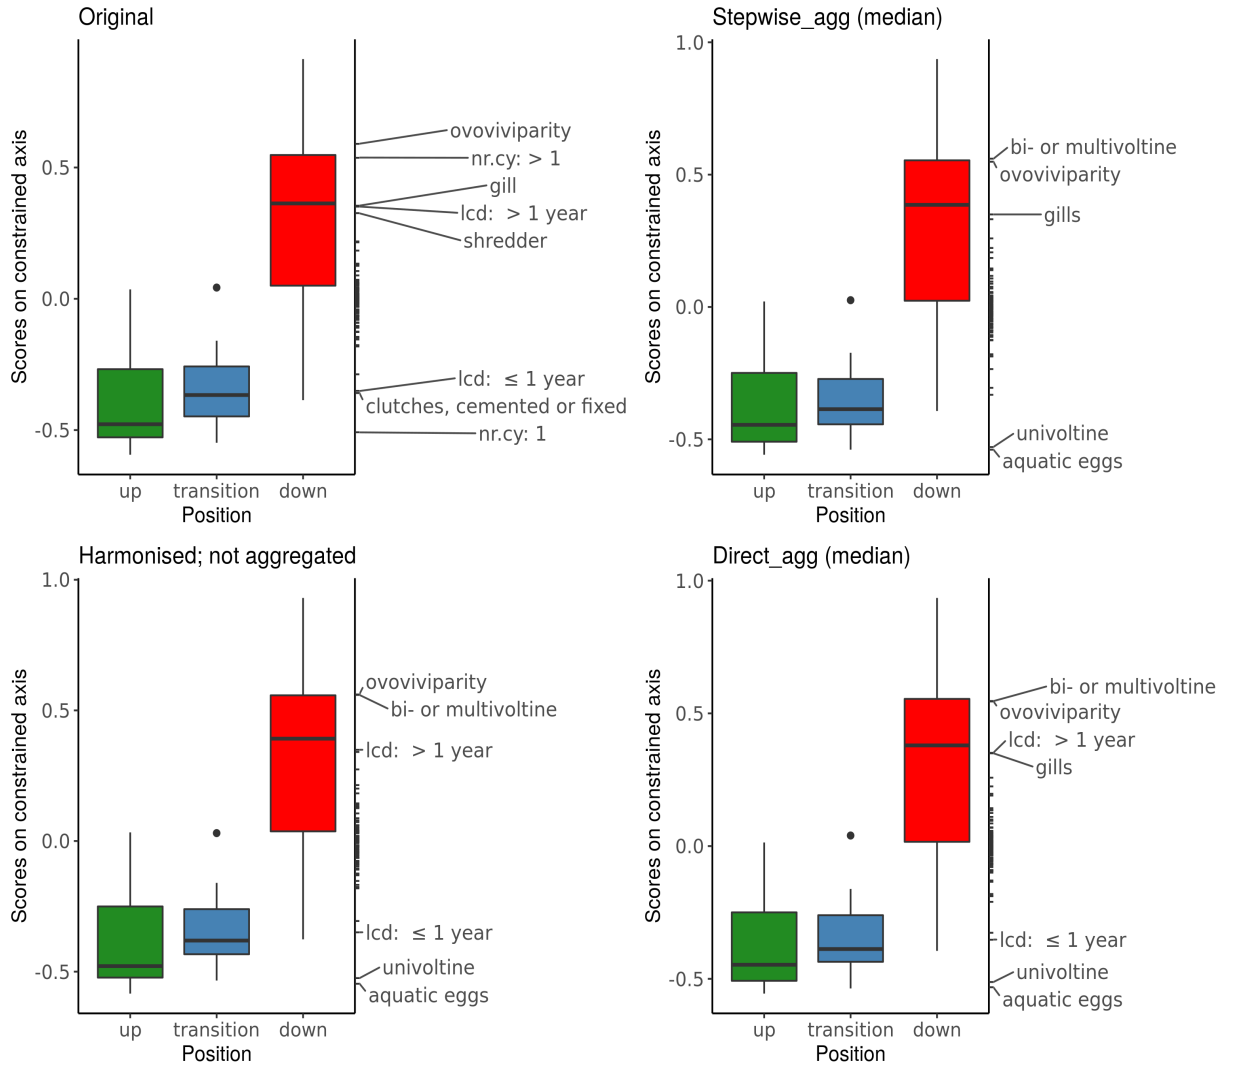 Original
Scores on constrained axis
0.5
0.0
-0.5
ovoviviparity
nr.cy: > 1
gill
lcd:  > 1 year
shredder
lcd:  ≤ 1 year
clutches, cemented or fixed
nr.cy: 1
up transition down
Position
Stepwise_agg (median)
Scores on constrained axis
1.0
0.5
0.0
-0.5
bi- or multivoltine
ovoviviparity
gills
univoltine
aquatic eggs
up transition down
Position
Harmonised; not aggregated
Scores on constrained axis
1.0
0.5
0.0
-0.5
ovoviviparity
bi- or multivoltine
lcd:  > 1 year
lcd:  ≤ 1 year
univoltine
aquatic eggs
up transition down
Position
Direct_agg (median)
Scores on constrained axis
1.0
0.5
0.0
-0.5
bi- or multivoltine
ovoviviparity
lcd:  > 1 year
gills
lcd:  ≤ 1 year
univoltine
aquatic eggs
up transition down
Position